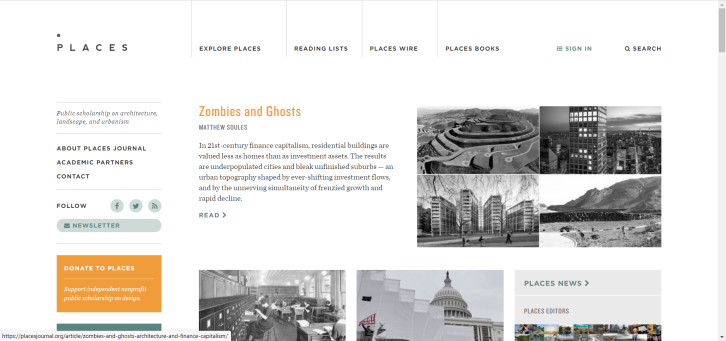 PLACES
EXPLORE PLACES
READING LISTS
PLACES WIRE
PLACES BOOKS
SIGN IN
SEARCH
Public scholarship on architecture,
landscape, and urbanism
ABOUT PLACES JOURNAL
ACADEMIC PARTNERS
CONTACT
FOLLOW
NEWSLETTER
DONATE TO PLACES
Support independent nonprofit
public scholarship on design.
Zombies and Ghosts
MATTHEW SOULES
In 21st-century finance capitalism, residential buildings are
valued less as homes than as investment assets. The results
are underpopulated cities and bleak unfinished suburbs — an
urban topography shaped by ever-shifting investment flows,
and by the unnerving simultaneity of frenzied growth and
rapid decline.
READ
PLACES NEWS
PLACES EDITORS
https://placesjournal.org/article/zombies-and-ghosts-architecture-and-finance-capitalism/